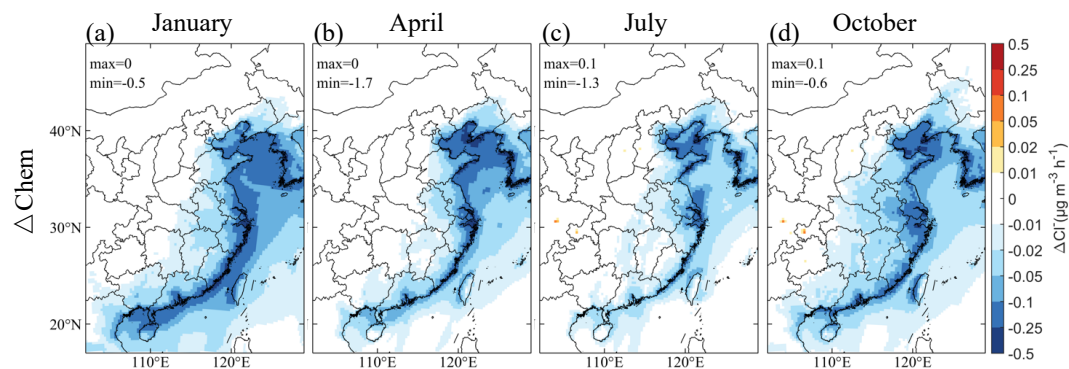 January
April
July
October
(a)
(b)
(c)
(d)
max=0
min=-0.5
max=0
min=-1.7
max=0.1
min=-1.3
max=0.1
min=-0.6
△Chem
40°N
30°N
20°N
110°E
120°E
110°E
120°E
110°E
120°E
110°E
120°E
0.5
0.25
0.1
0.05
0.02
0.01
0
-0.01
-0.02
-0.05
-0.1
-0.25
-0.5
ΔCl⁻(μg m⁻³ h⁻¹)